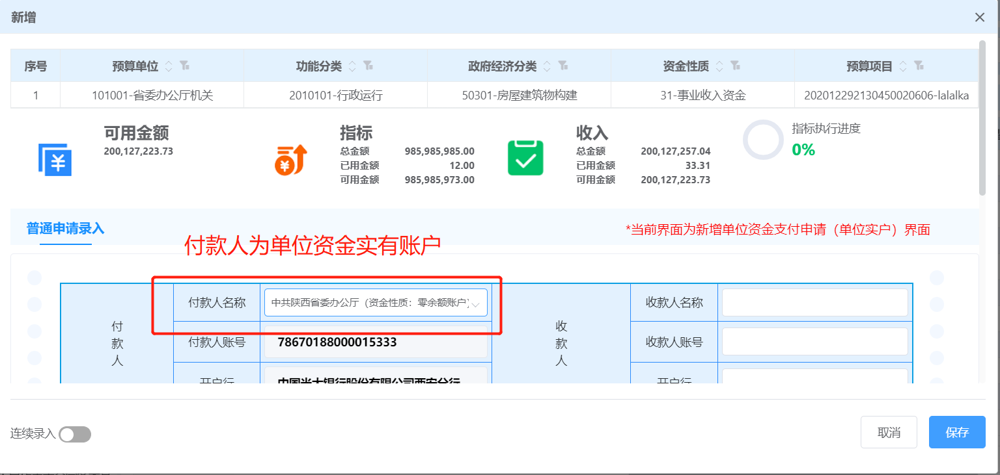 新增
序号 预算单位 功能分类 政府经济分类 资金性质 预算项目
1 101001-省委办公厅机关 2010101-行政运行 50301-房屋建筑物构建 31-事业收入资金 202012292130450020606-lalalka
可用金额
200,127,223.73
指标
总金额 985,985,985.00
已用金额 12.00
可用金额 985,985,973.00
收入
总金额 200,127,257.04
已用金额 33.31
可用金额 200,127,223.73
指标执行进度
0%
普通申请录入
*当前界面为新增单位资金支付申请（单位实户）界面
付款人为单位资金实有账户
付款人
付款人名称 中共陕西省委办公厅（资金性质：零余额账户）
付款人账号 78670188000015333
开户行 中国光大银行股份有限公司西安分行
收款人
收款人名称
收款人账号
开户行
连续录入
取消 保存